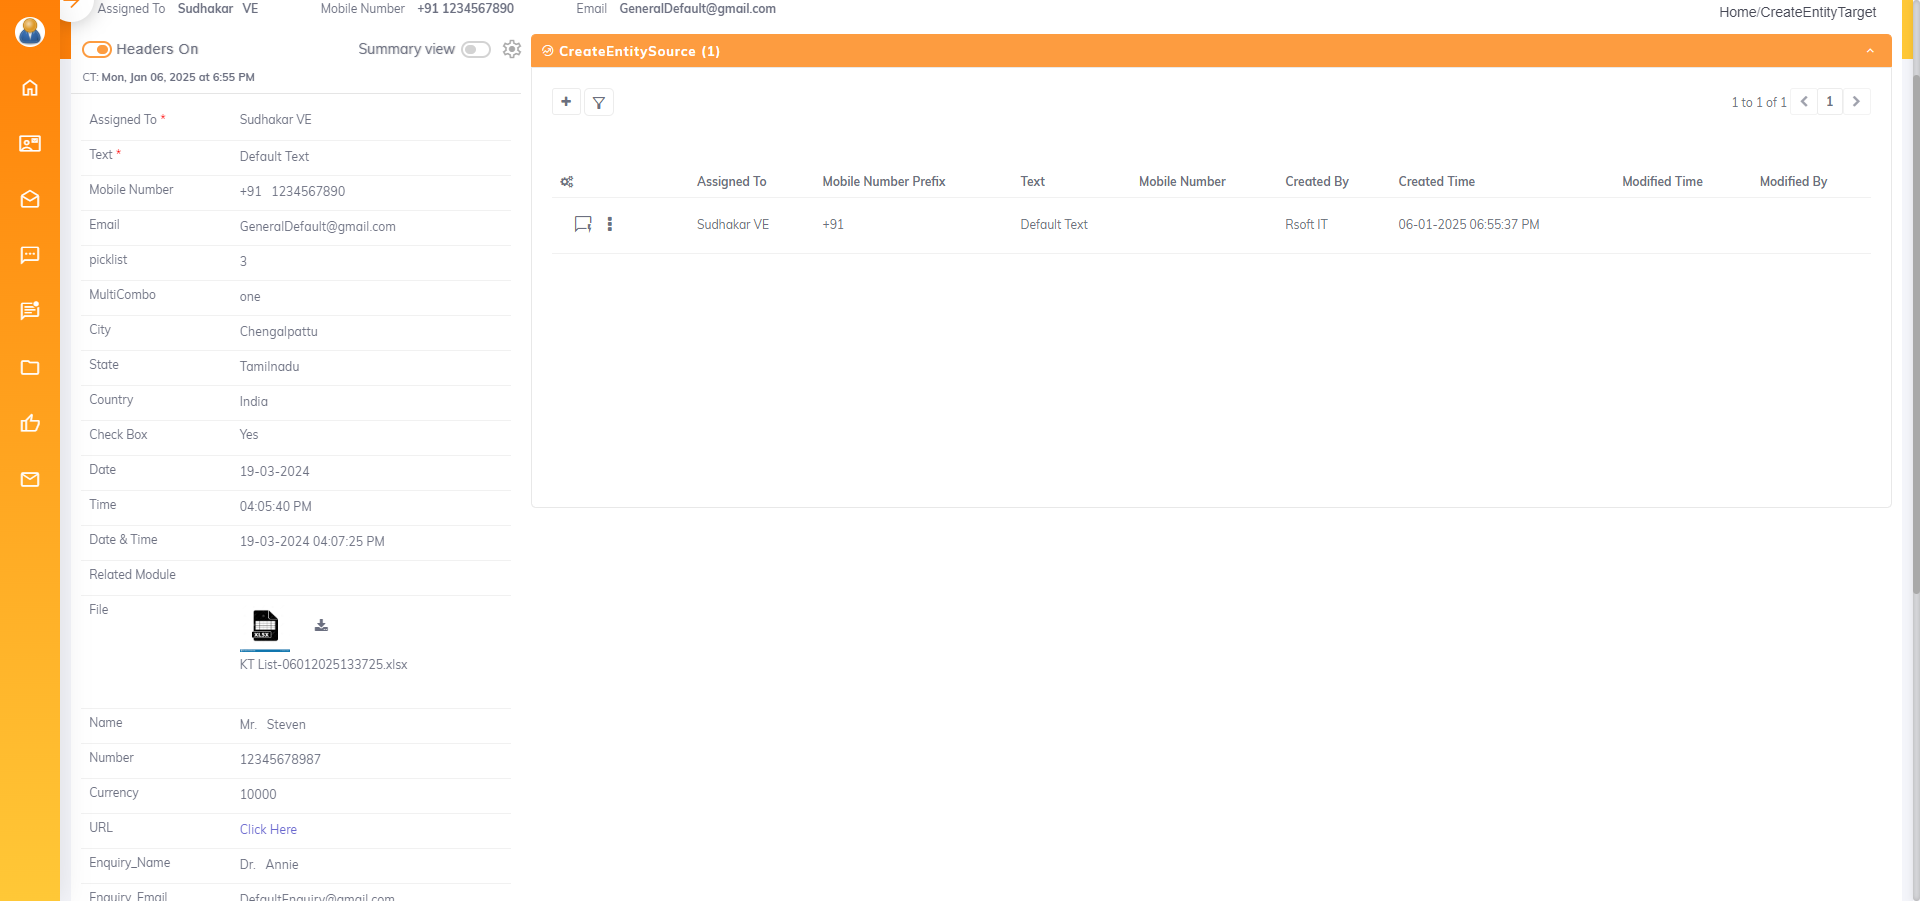 Assigned To Sudhakar VE Mobile Number +91 1234567890 Email GeneralDefault@gmail.com
Home/CreateEntityTarget
Headers On Summary view
CT: Mon, Jan 06, 2025 at 6:55 PM
Assigned To * Sudhakar VE
Text * Default Text
Mobile Number +91 1234567890
Email GeneralDefault@gmail.com
picklist 3
MultiCombo one
City Chengalpattu
State Tamilnadu
Country India
Check Box Yes
Date 19-03-2024
Time 04:05:40 PM
Date & Time 19-03-2024 04:07:25 PM
Related Module
File
XLSX
KT List-06012025133725.xlsx
Name Mr. Steven
Number 12345678987
Currency 10000
URL Click Here
Enquiry_Name Dr. Annie
Enquiry_Email DefaultEnquiry@gmail.com
CreateEntitySource (1)
1 to 1 of 1 1
Assigned To Mobile Number Prefix Text Mobile Number Created By Created Time Modified Time Modified By
Sudhakar VE +91 Default Text Rsoft IT 06-01-2025 06:55:37 PM